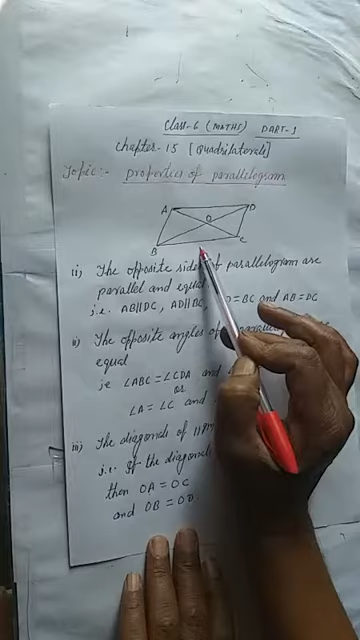 Class-6 (MATHS) PART-1
Chapter-15 [Quadrilaterals]
Topic:- properties of parallelogram
A D
O
B C
ii) The opposite sides of parallelogram are
parallel and equal
i.e. AB||DC, AD||BC, = BC and AB = DC
ii) The opposite angles of
equal
i.e ∠ABC = ∠CDA and
or
∠A = ∠C and
iii) The diagonals of ||gm
i.e. If the diagonals
then OA = OC
and OB = OD